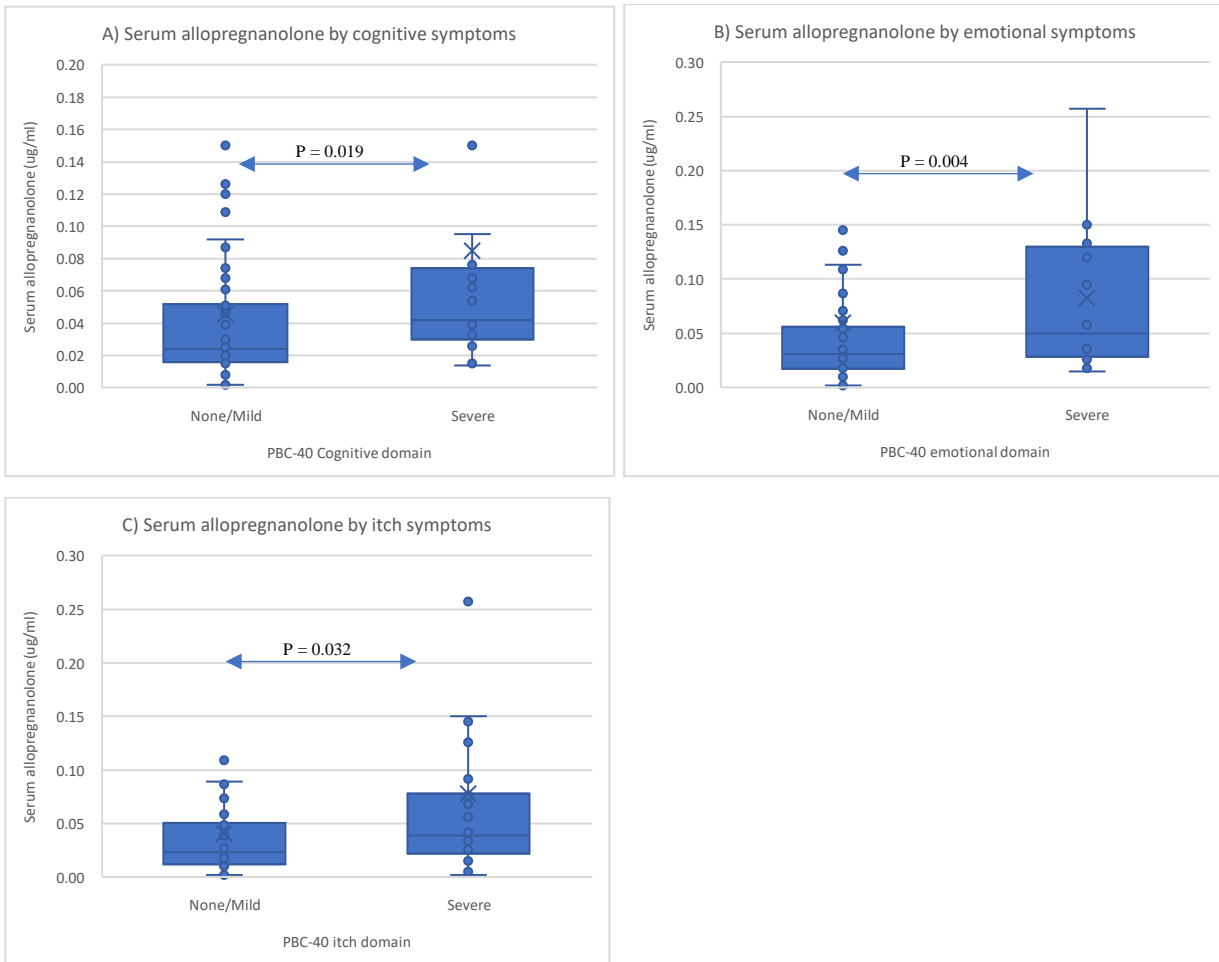 A) Serum allopregnanolone by cognitive symptoms
Serum allopregnanolone (ug/ml)
0.20
0.18
0.16
0.14
0.12
0.10
0.08
0.06
0.04
0.02
0.00
P = 0.019
None/Mild
Severe
PBC-40 Cognitive domain
B) Serum allopregnanolone by emotional symptoms
Serum allopregnanolone (ug/ml)
0.30
0.25
0.20
0.15
0.10
0.05
0.00
P = 0.004
None/Mild
Severe
PBC-40 emotional domain
C) Serum allopregnanolone by itch symptoms
Serum allopregnanolone (ug/ml)
0.30
0.25
0.20
0.15
0.10
0.05
0.00
P = 0.032
None/Mild
Severe
PBC-40 itch domain